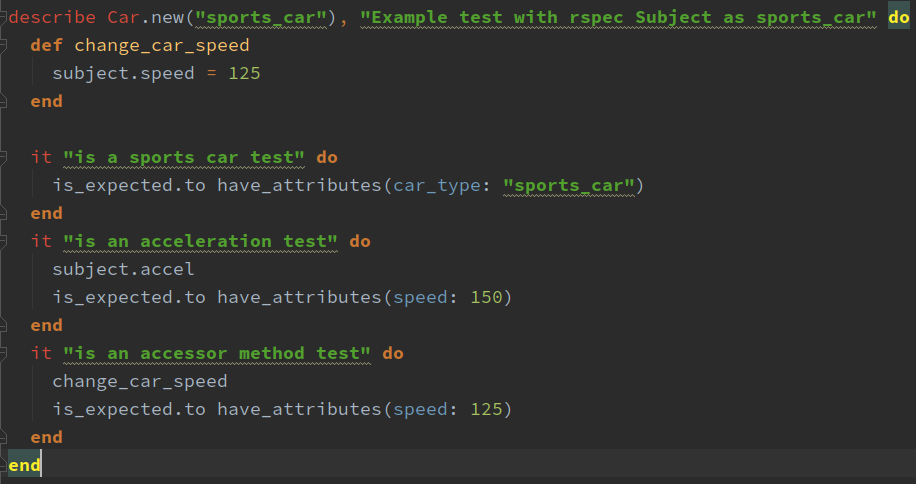 describe Car.new("sports_car"), "Example test with rspec Subject as sports_car" do
  def change_car_speed
    subject.speed = 125
  end

  it "is a sports car test" do
    is_expected.to have_attributes(car_type: "sports_car")
  end
  it "is an acceleration test" do
    subject.accel
    is_expected.to have_attributes(speed: 150)
  end
  it "is an accessor method test" do
    change_car_speed
    is_expected.to have_attributes(speed: 125)
  end
end